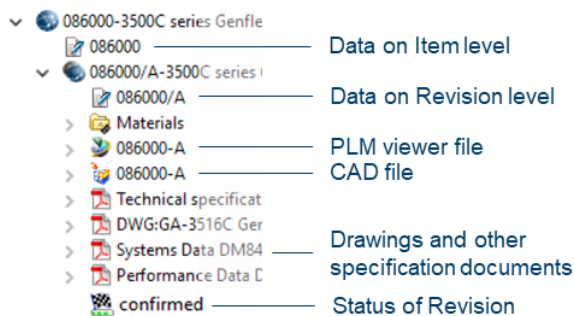 086000-3500C series Genfle
086000 Data on Item level
086000/A-3500C series
086000/A Data on Revision level
Materials
086000-A PLM viewer file
086000-A CAD file
Technical specificat
DWG:GA-3516C Ger
Systems Data DM84 Drawings and other
specification documents
Performance Data D
confirmed Status of Revision